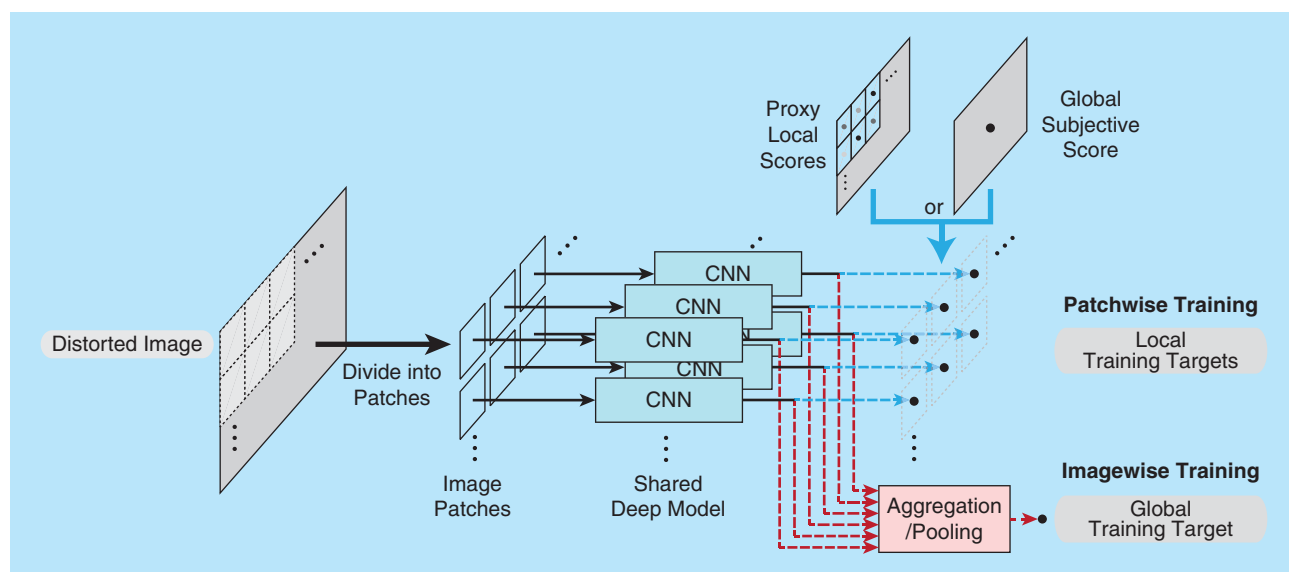 Proxy
Local
Scores
Global
Subjective
Score
or
Distorted Image
Divide into
Patches
Image
Patches
CNN
CNN
CNN
CNN
CNN
Shared
Deep Model
Patchwise Training
Local
Training Targets
Aggregation
/Pooling
Imagewise Training
Global
Training Target